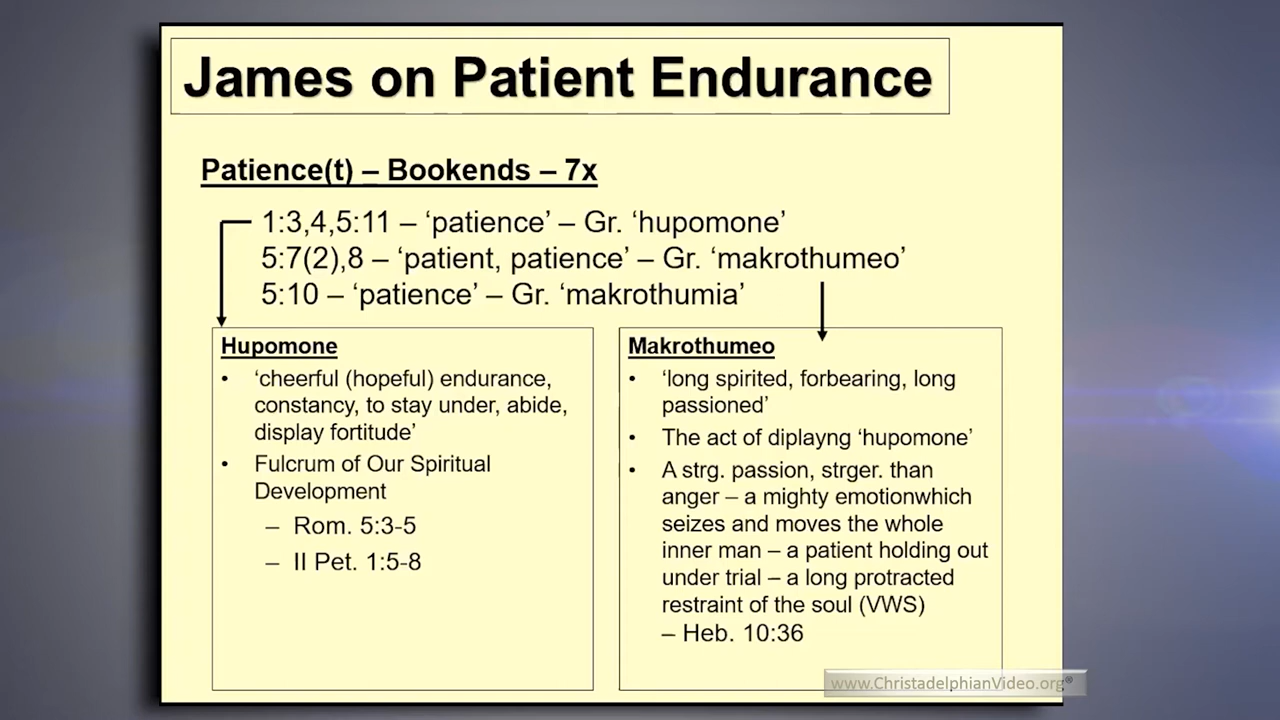 James on Patient Endurance
Patience(t) – Bookends – 7x
1:3,4,5:11 – ‘patience’ – Gr. ‘hupomone’
5:7(2),8 – ‘patient, patience’ – Gr. ‘makrothumeo’
5:10 – ‘patience’ – Gr. ‘makrothumia’
Hupomone
• ‘cheerful (hopeful) endurance,
constancy, to stay under, abide,
display fortitude’
• Fulcrum of Our Spiritual
Development
– Rom. 5:3-5
– II Pet. 1:5-8
Makrothumeo
• ‘long spirited, forbearing, long
passioned’
• The act of diplayng ‘hupomone’
• A strg. passion, strger. than
anger – a mighty emotionwhich
seizes and moves the whole
inner man – a patient holding out
under trial – a long protracted
restraint of the soul (VWS)
– Heb. 10:36
www.ChristadelphianVideo.org®